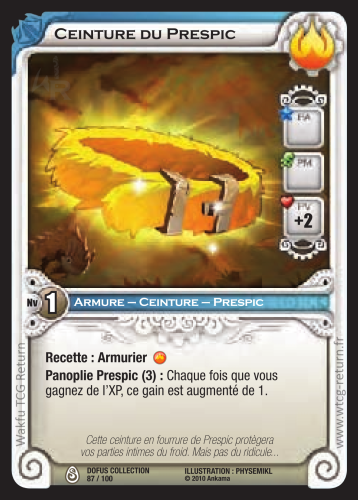 Ceinture du Prespic
PA
PM
PV
+2
Nv 1
Armure – Ceinture – Prespic
Recette : Armurier
Panoplie Prespic (3) : Chaque fois que vous
gagnez de l'XP, ce gain est augmenté de 1.
Cette ceinture en fourrure de Prespic protègera
vos parties intimes du froid. Mais pas du ridicule...
DOFUS COLLECTION
87 / 100
ILLUSTRATION : PHYSEMIKL
© 2010 Ankama
Wakfu TCG Return
www.wtcg-return.fr